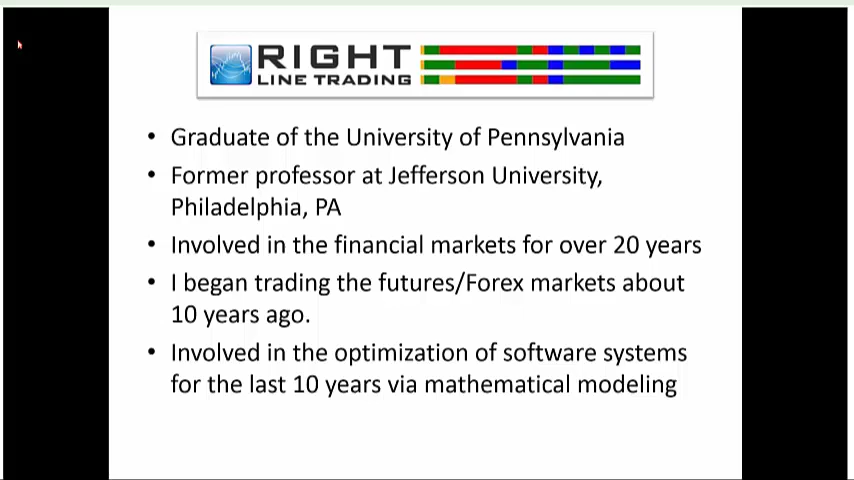 RIGHT
LINE TRADING
• Graduate of the University of Pennsylvania
• Former professor at Jefferson University,
Philadelphia, PA
• Involved in the financial markets for over 20 years
• I began trading the futures/Forex markets about
10 years ago.
• Involved in the optimization of software systems
for the last 10 years via mathematical modeling